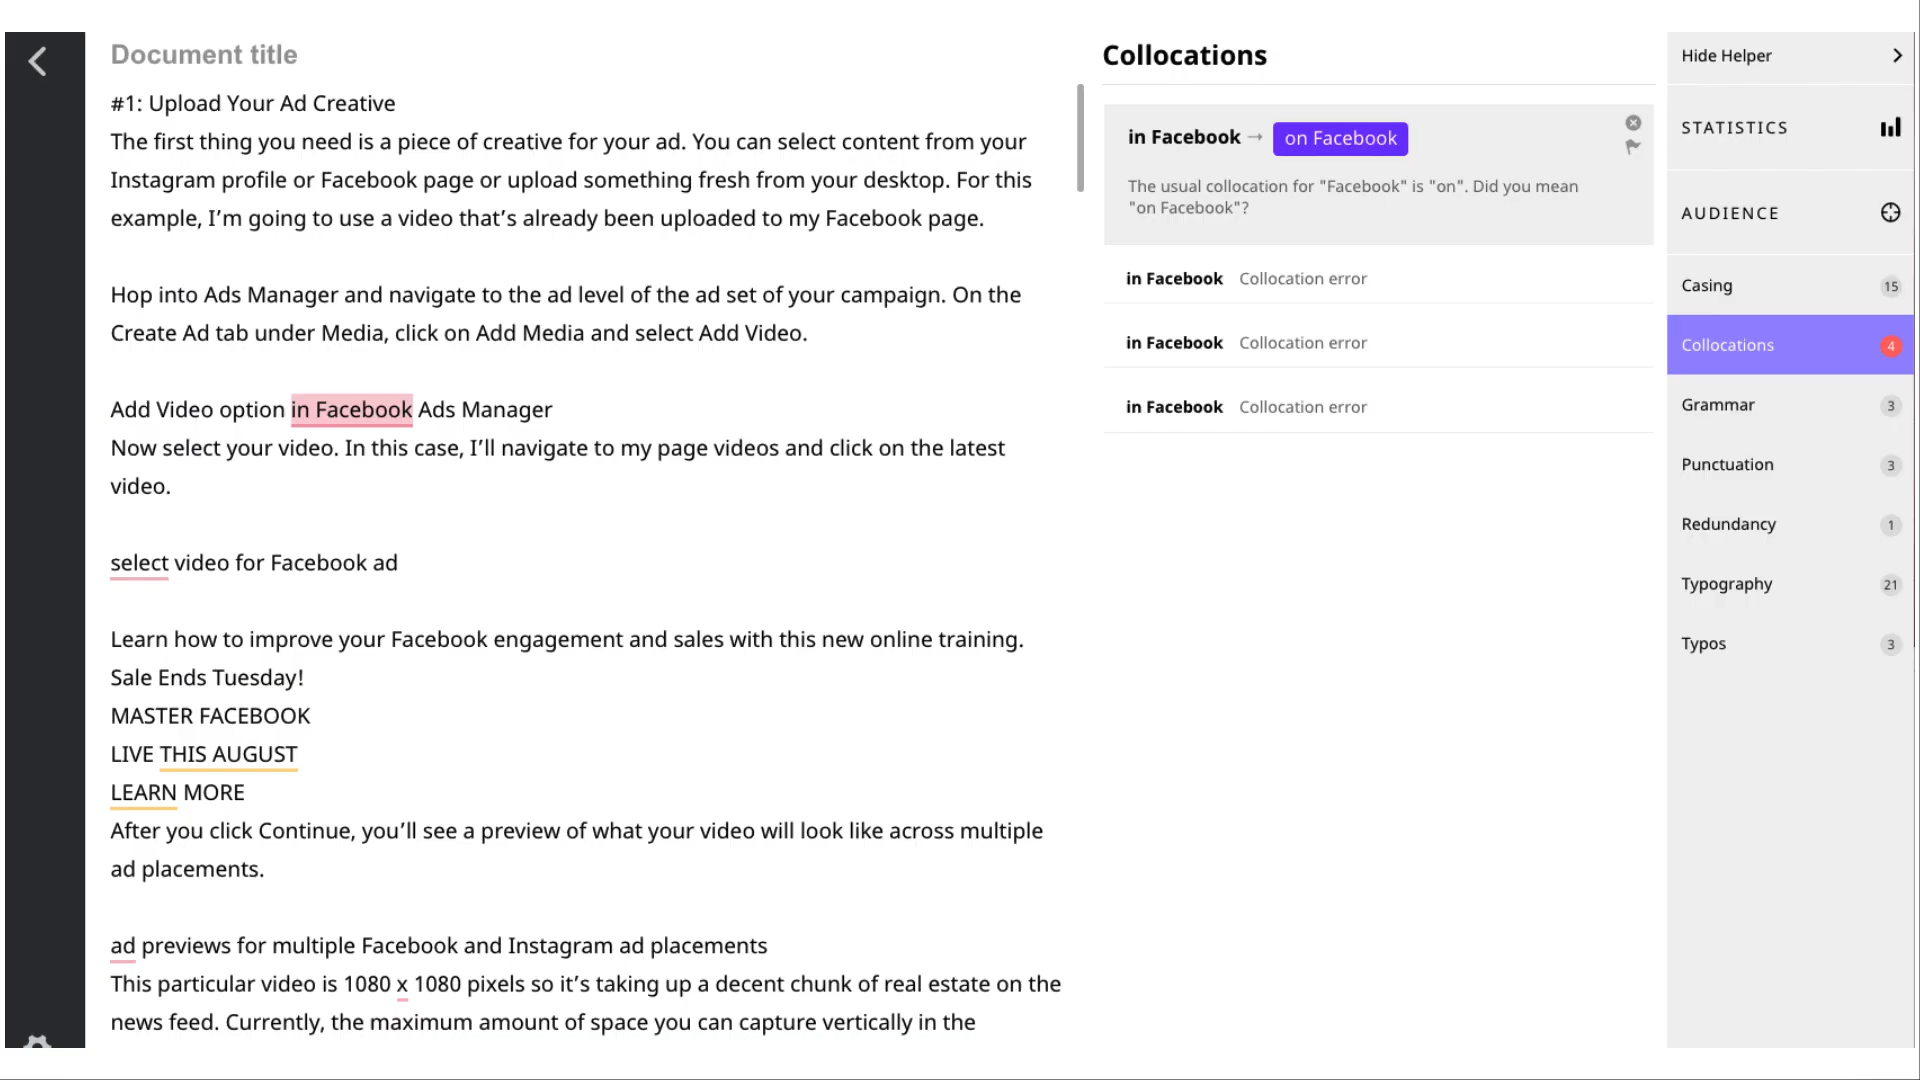 Document title
#1: Upload Your Ad Creative
The first thing you need is a piece of creative for your ad. You can select content from your
Instagram profile or Facebook page or upload something fresh from your desktop. For this
example, I’m going to use a video that’s already been uploaded to my Facebook page.
Hop into Ads Manager and navigate to the ad level of the ad set of your campaign. On the
Create Ad tab under Media, click on Add Media and select Add Video.
Add Video option in Facebook Ads Manager
Now select your video. In this case, I’ll navigate to my page videos and click on the latest
video.
select video for Facebook ad
Learn how to improve your Facebook engagement and sales with this new online training.
Sale Ends Tuesday!
MASTER FACEBOOK
LIVE THIS AUGUST
LEARN MORE
After you click Continue, you’ll see a preview of what your video will look like across multiple
ad placements.
ad previews for multiple Facebook and Instagram ad placements
This particular video is 1080 x 1080 pixels so it’s taking up a decent chunk of real estate on the
news feed. Currently, the maximum amount of space you can capture vertically in the
Collocations
in Facebook → on Facebook
The usual collocation for "Facebook" is "on". Did you mean
"on Facebook"?
in Facebook Collocation error
in Facebook Collocation error
in Facebook Collocation error
Hide Helper
STATISTICS
AUDIENCE
Casing 15
Collocations 4
Grammar 3
Punctuation 3
Redundancy 1
Typography 21
Typos 3